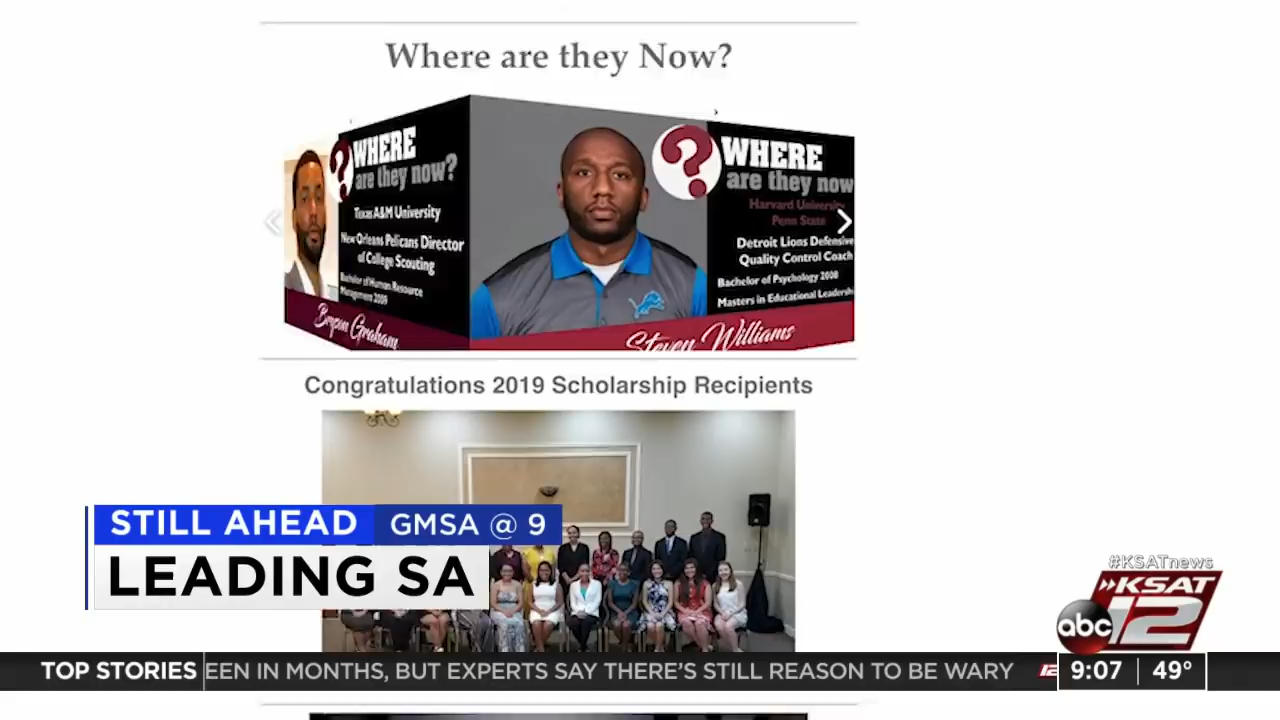 Where are they Now?
?
WHERE
are they now?
Texas A&M University
New Orleans Pelicans Director
of College Scouting
Bachelor of Human Resource
Management 2009
Bryson Graham
?
WHERE
are they now
Harvard University
Penn State
Detroit Lions Defensive
Quality Control Coach
Bachelor of Psychology 2008
Masters in Educational Leadersh
Steven Williams
Congratulations 2019 Scholarship Recipients
STILL AHEAD GMSA @ 9
LEADING SA
#KSATnews
KSAT
abc 12
TOP STORIES EEN IN MONTHS, BUT EXPERTS SAY THERE'S STILL REASON TO BE WARY 12 9:07 49°